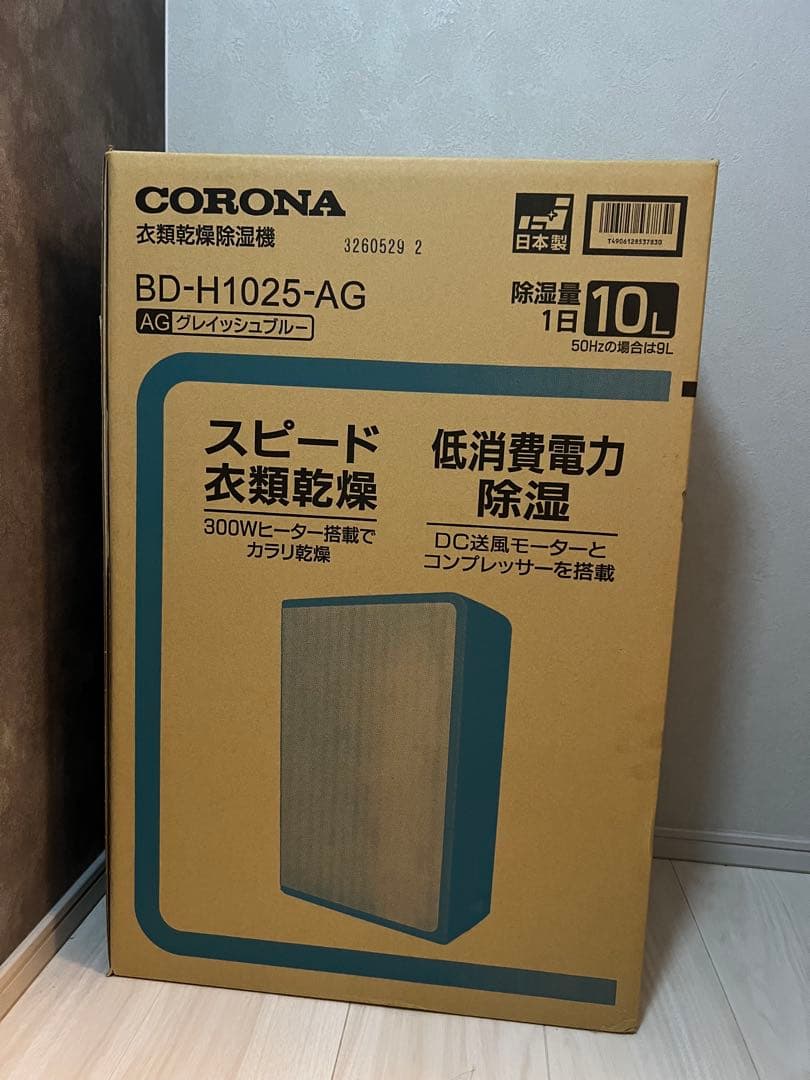 CORONA
衣類乾燥除湿機
3260529 2
日本製
T4906128537830
BD-H1025-AG
AG グレイッシュブルー
除湿量
1日
10L
50Hzの場合は9L
スピード
衣類乾燥
300Wヒーター搭載で
カラリ乾燥
低消費電力
除湿
DC送風モーターと
コンプレッサーを搭載